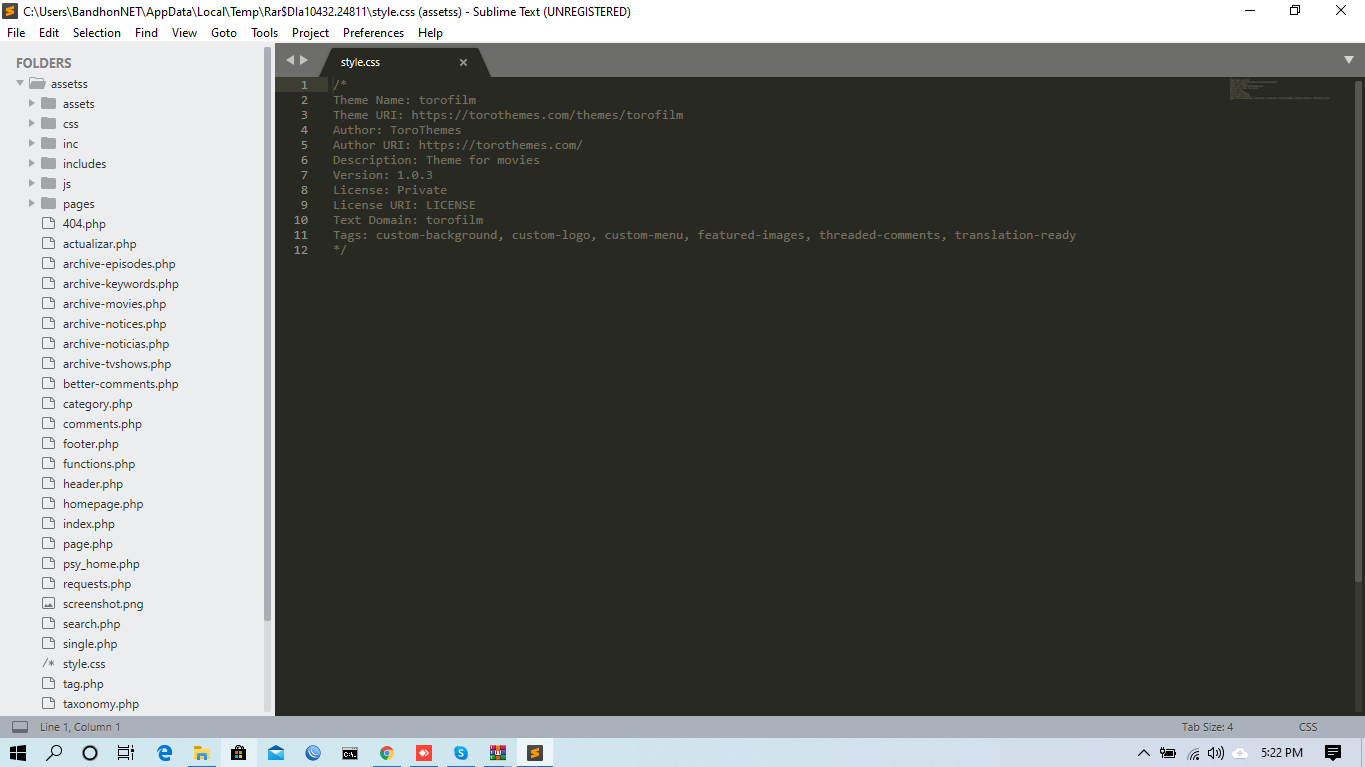 C:\Users\BandhonNET\AppData\Local\Temp\Rar$DIa10432.24811\style.css (assetss) - Sublime Text (UNREGISTERED)
File Edit Selection Find View Goto Tools Project Preferences Help
FOLDERS
assetss
assets
css
inc
includes
js
pages
404.php
actualizar.php
archive-episodes.php
archive-keywords.php
archive-movies.php
archive-notices.php
archive-noticias.php
archive-tvshows.php
better-comments.php
category.php
comments.php
footer.php
functions.php
header.php
homepage.php
index.php
page.php
psy_home.php
requests.php
screenshot.png
search.php
single.php
/* style.css
tag.php
taxonomy.php
style.css
1 /*
2 Theme Name: torofilm
3 Theme URI: https://torothemes.com/themes/torofilm
4 Author: ToroThemes
5 Author URI: https://torothemes.com/
6 Description: Theme for movies
7 Version: 1.0.3
8 License: Private
9 License URI: LICENSE
10 Text Domain: torofilm
11 Tags: custom-background, custom-logo, custom-menu, featured-images, threaded-comments, translation-ready
12 */
Line 1, Column 1 Tab Size: 4 CSS
5:22 PM